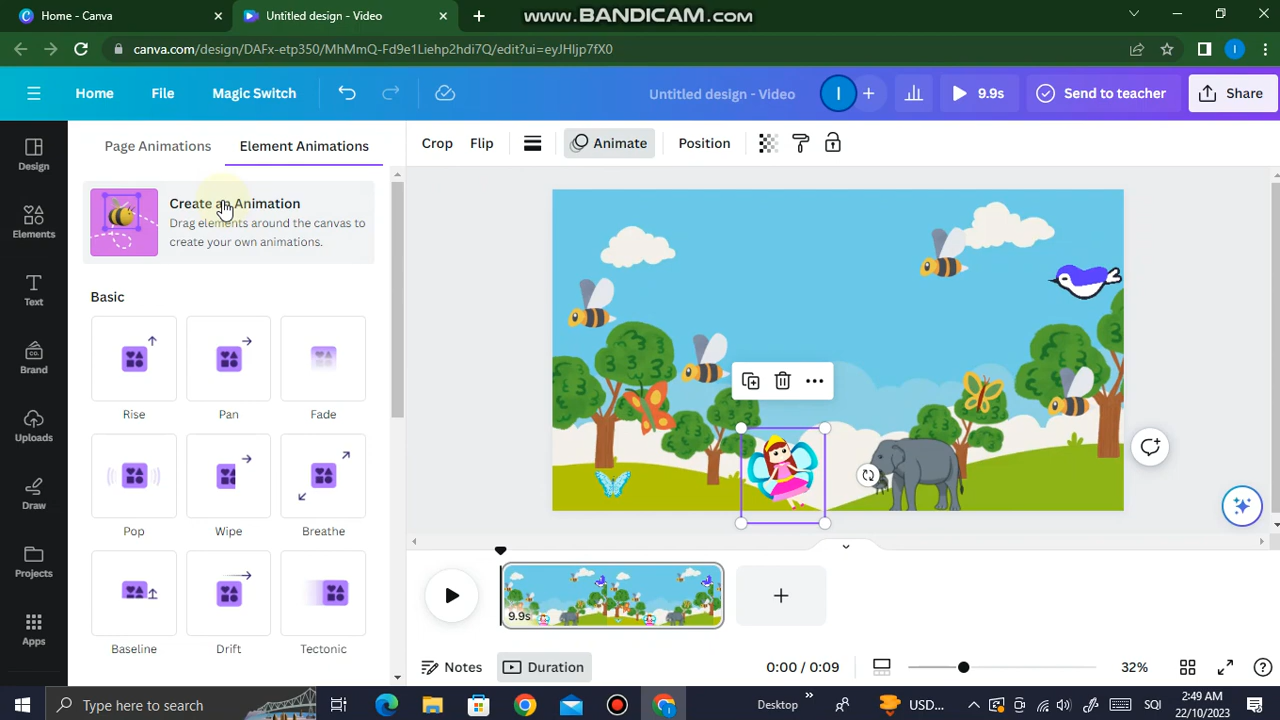 Home - Canva
Untitled design - Video
www.BANDICAM.com
canva.com/design/DAFx-etp350/MhMmQ-Fd9e1Liehp2hdi7Q/edit?ui=eyJHIjp7fX0
I
Home
File
Magic Switch
Untitled design - Video
I
9.9s
Send to teacher
Share
Design
Elements
Text
Brand
Uploads
Draw
Projects
Apps
Page Animations
Element Animations
Create an Animation
Drag elements around the canvas to
create your own animations.
Basic
Rise
Pan
Fade
Pop
Wipe
Breathe
Baseline
Drift
Tectonic
Crop
Flip
Animate
Position
9.9s
Notes
Duration
0:00 / 0:09
32%
Type here to search
Desktop
USD...
SQI
2:49 AM
22/10/2023